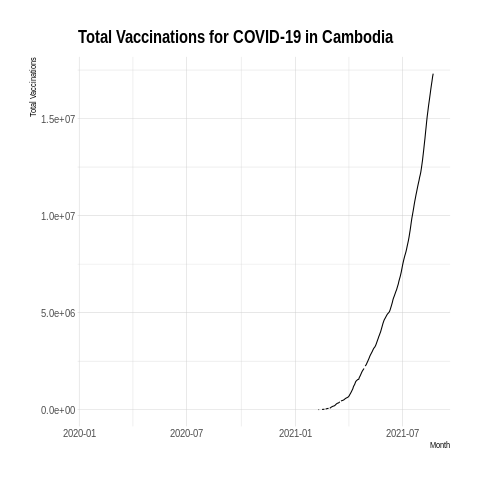 Total Vaccinations for COVID-19 in Cambodia
Total Vaccinations
1.5e+07
1.0e+07
5.0e+06
0.0e+00
2020-01 2020-07 2021-01 2021-07
Month